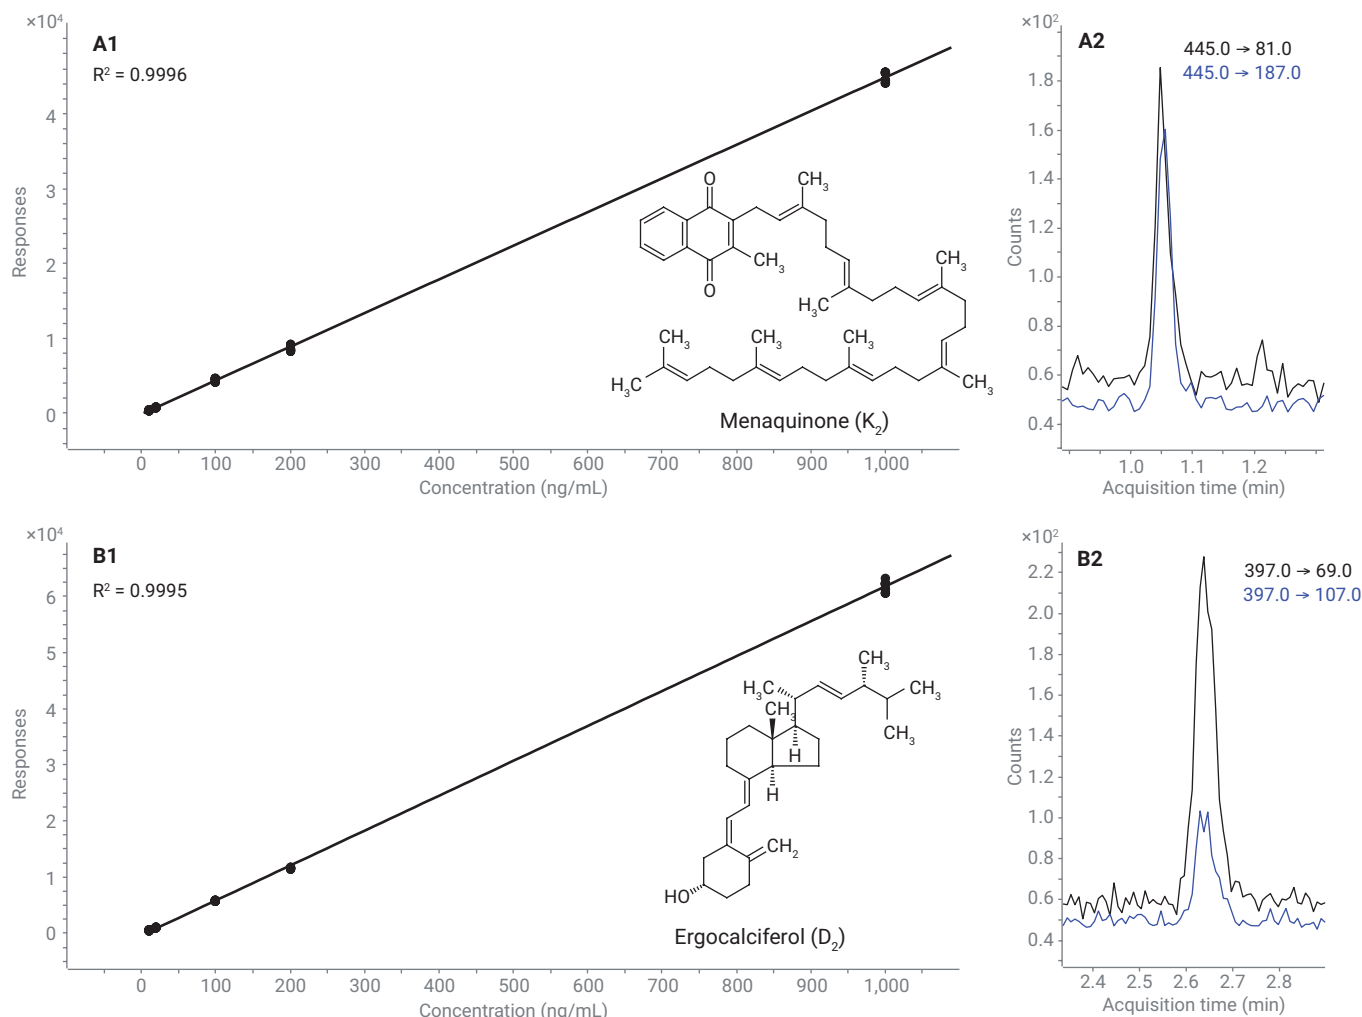 ×10⁴
A1
R² = 0.9996
4
3
2
1
0
Responses
O
CH₃
CH₃
O
CH₃
H₃C
CH₃
CH₃
CH₃
H₃C
CH₃
Menaquinone (K₂)
0 100 200 300 400 500 600 700 800 900 1,000
Concentration (ng/mL)
×10²
A2
445.0 → 81.0
445.0 → 187.0
1.8
1.6
1.4
1.2
1.0
0.8
0.6
0.4
Counts
1.0 1.1 1.2
Acquisition time (min)
×10⁴
B1
R² = 0.9995
6
5
4
3
2
1
0
Responses
CH₃
H₃C
CH₃
CH₃
CH₃
H
H
CH₂
HO
Ergocalciferol (D₂)
0 100 200 300 400 500 600 700 800 900 1,000
Concentration (ng/mL)
×10²
B2
397.0 → 69.0
397.0 → 107.0
2.2
2.0
1.8
1.6
1.4
1.2
1.0
0.8
0.6
0.4
Counts
2.4 2.5 2.6 2.7 2.8
Acquisition time (min)